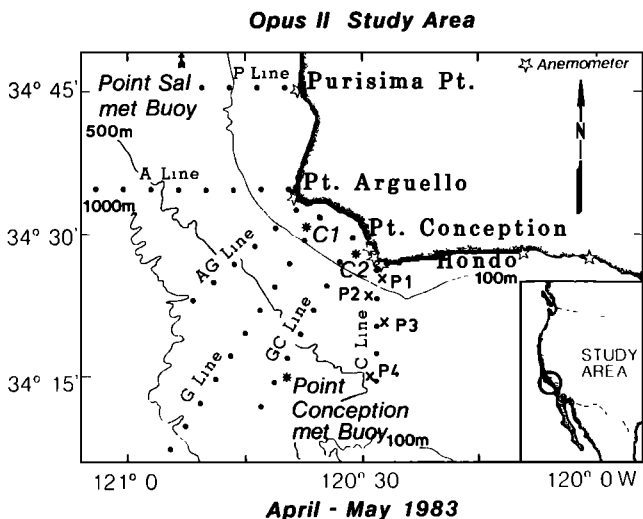 Opus II Study Area
P Line
Purisima Pt.
☆ Anemometer
34° 45'
Point Sal
met Buoy
500m
N
A Line
Pt. Arguello
1000m
34° 30'
C1
Pt. Conception
AG Line
C2
Hondo
100m
P1
P2
P3
GC Line
C Line
STUDY
AREA
G Line
P4
34° 15'
Point
Conception
met Buoy
100m
121° 0
120° 30
120° 0 W
April - May 1983